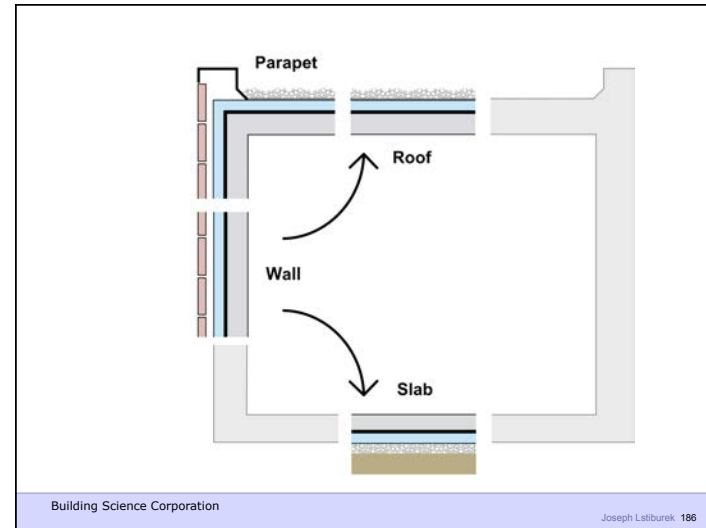 Parapet
Roof
Wall
Slab
Building Science Corporation
Joseph Lstiburek 186